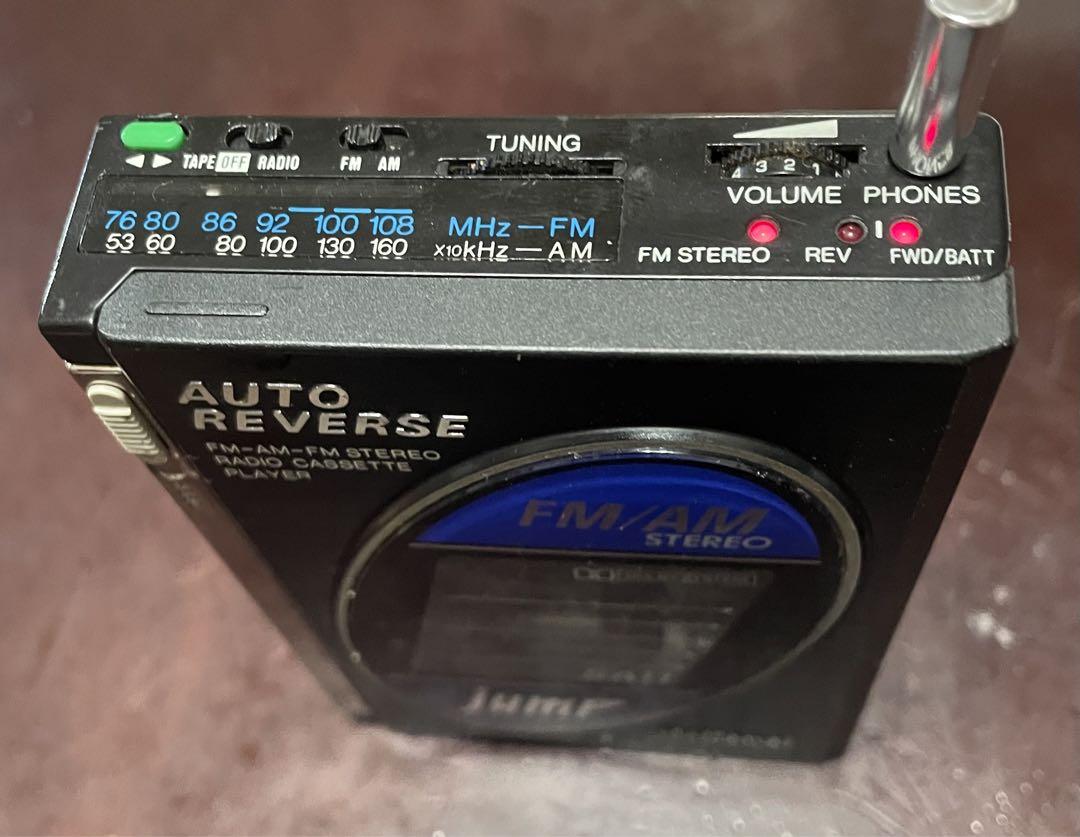 TUNING
3 2 1
◀ ▶ TAPE OFF RADIO FM AM
VOLUME PHONES
76 80 86 92 100 108 MHz—FM
53 60 80 100 130 160 X10kHz—AM
FM STEREO REV FWD/BATT
AUTO
REVERSE
FM-AM-FM STEREO
RADIO CASSETTE
PLAYER
FM/AM
STEREO
jump